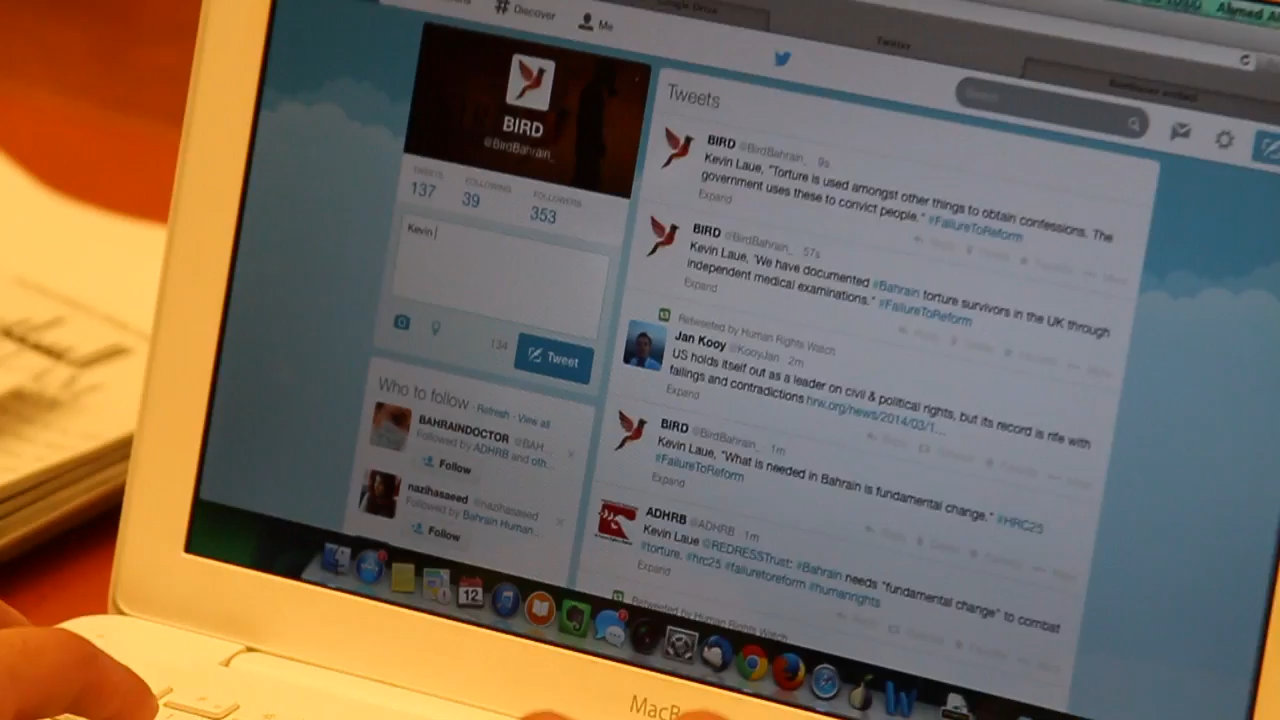 # Discover
Me
Google Drive
Twitter
Ahmed A
BIRD
@BirdBahrain_
TWEETS
FOLLOWING
FOLLOWERS
137
39
353
Kevin
134
Tweet
Who to follow · Refresh · View all
BAHRAINDOCTOR @BAH...
Followed by ADHRB and oth...
Follow
nazihasaeed @nazihasaeed
Followed by Bahrain Human...
Follow
Tweets
BIRD @BirdBahrain_ 9s
Kevin Laue, "Torture is used amongst other things to obtain confessions. The
government uses these to convict people." #FailureToReform
Expand
BIRD @BirdBahrain_ 57s
Kevin Laue, "We have documented #Bahrain torture survivors in the UK through
independent medical examinations." #FailureToReform
Expand
Retweeted by Human Rights Watch
Jan Kooy @KooyJan 2m
US holds itself out as a leader on civil & political rights, but its record is rife with
failings and contradictions hrw.org/news/2014/03/1...
Expand
BIRD @BirdBahrain_ 1m
Kevin Laue, "What is needed in Bahrain is fundamental change." #HRC25
#FailureToReform
Expand
ADHRB @ADHRB 1m
Kevin Laue @REDRESSTrust: #Bahrain needs "fundamental change" to combat
#torture. #hrc25 #failuretoreform #humanrights
Expand
Retweeted by Human Rights Watch
12
MacB